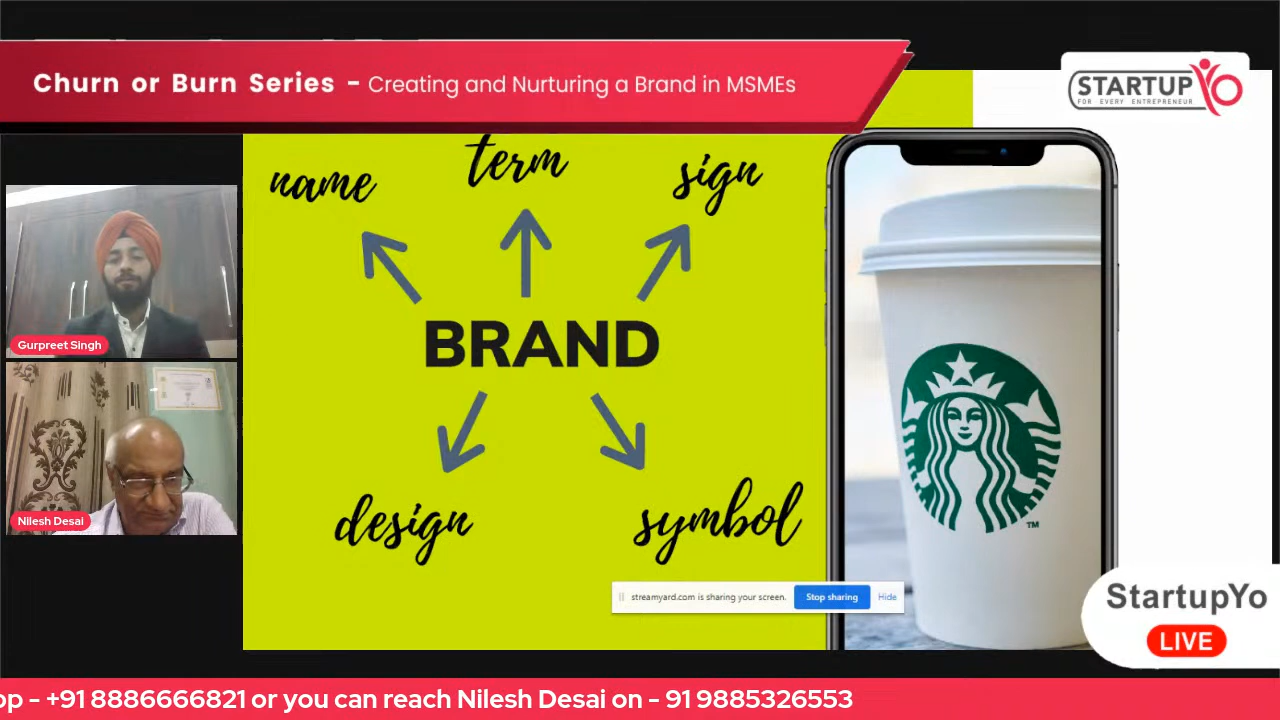 Churn or Burn Series - Creating and Nurturing a Brand in MSMEs
STARTUP YO
FOR EVERY ENTREPRENEUR
name
term
sign
BRAND
design
symbol
TM
Gurpreet Singh
Nilesh Desai
streamyard.com is sharing your screen.
Stop sharing
Hide
StartupYo
LIVE
+91 8886666821 or you can reach Nilesh Desai on - 91 9885326553